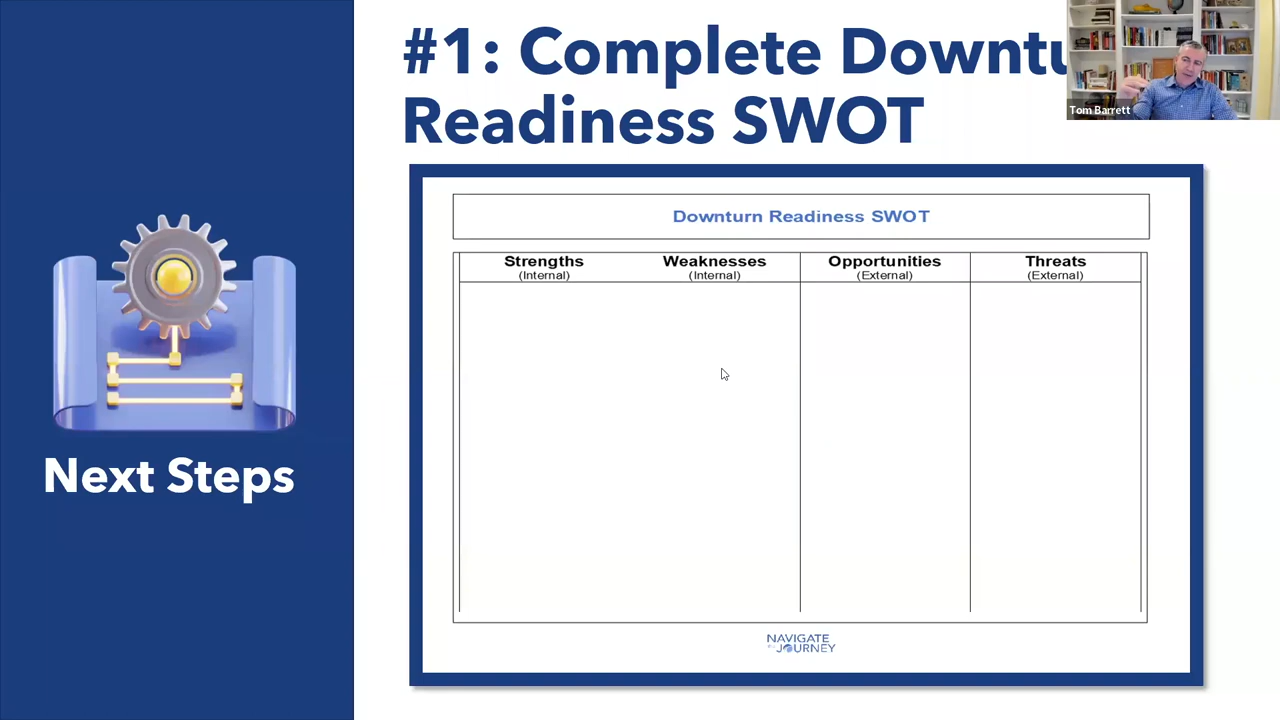 #1: Complete Downtu
Readiness SWOT
Tom Barrett
Downturn Readiness SWOT
Strengths
(Internal)
Weaknesses
(Internal)
Opportunities
(External)
Threats
(External)
Next Steps
NAVIGATE
JOURNEY